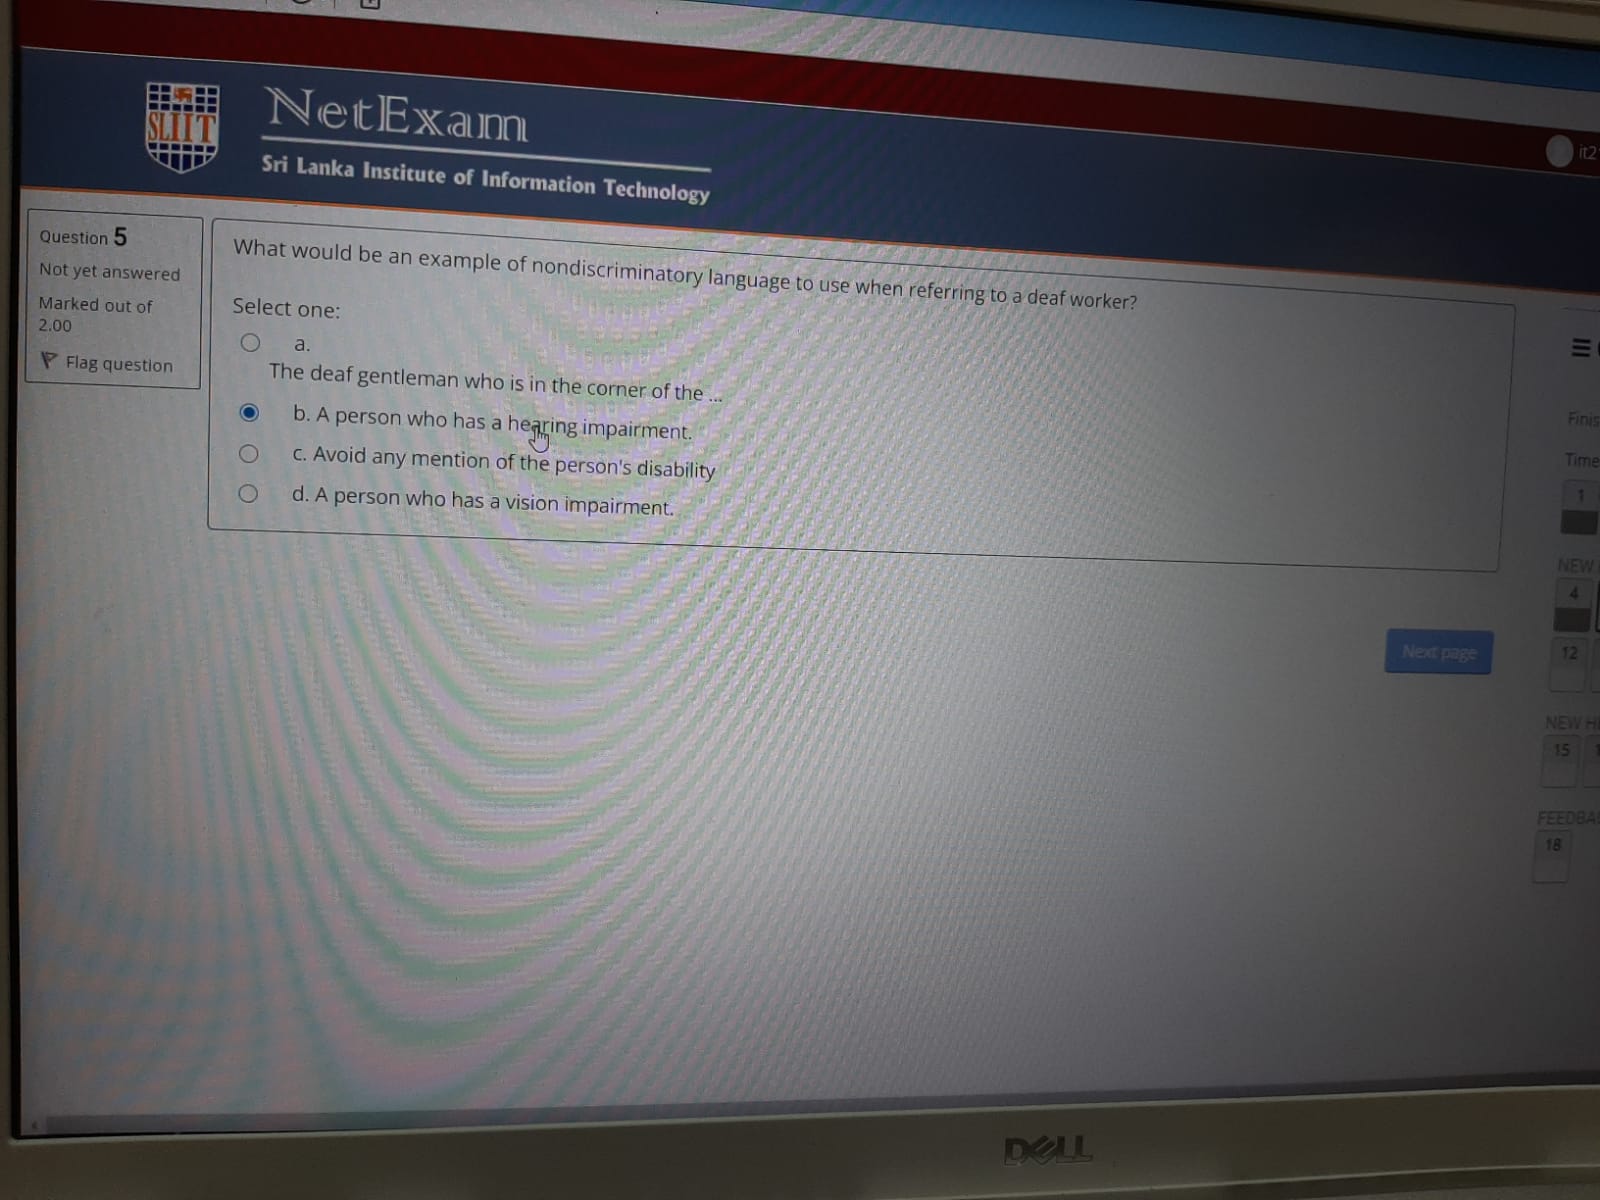 SLIIT
NetExam
Sri Lanka Institute of Information Technology
Question 5
Not yet answered
Marked out of
2.00
Flag question
What would be an example of nondiscriminatory language to use when referring to a deaf worker?
Select one:
a.
The deaf gentleman who is in the corner of the ...
b. A person who has a hearing impairment.
c. Avoid any mention of the person's disability
d. A person who has a vision impairment.
Next page
it2
Finis
Time
1
NEW
4
12
NEW H
15
FEEDBA
18
DELL